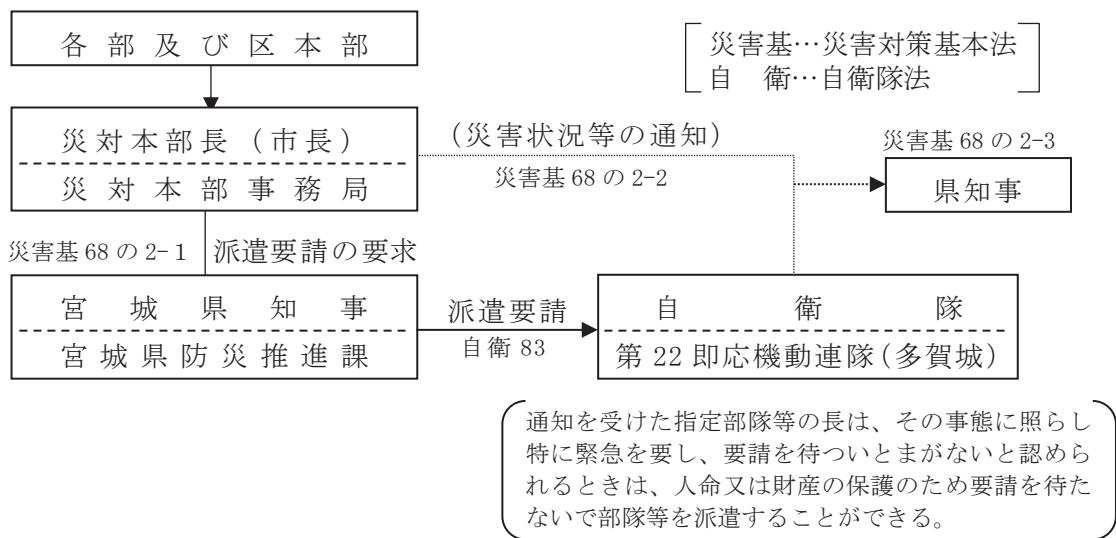 各部及び区本部
災害基…災害対策基本法
自　衛…自衛隊法
災対本部長（市長）
災対本部事務局
(災害状況等の通知)
災害基 68 の 2-2
災害基 68 の 2-3
県知事
災害基 68 の 2-1
派遣要請の要求
宮城県知事
宮城県防災推進課
派遣要請
自衛 83
自衛隊
第 22 即応機動連隊(多賀城)
通知を受けた指定部隊等の長は、その事態に照らし
特に緊急を要し、要請を待ついとまがないと認めら
れるときは、人命又は財産の保護のため要請を待た
ないで部隊等を派遣することができる。